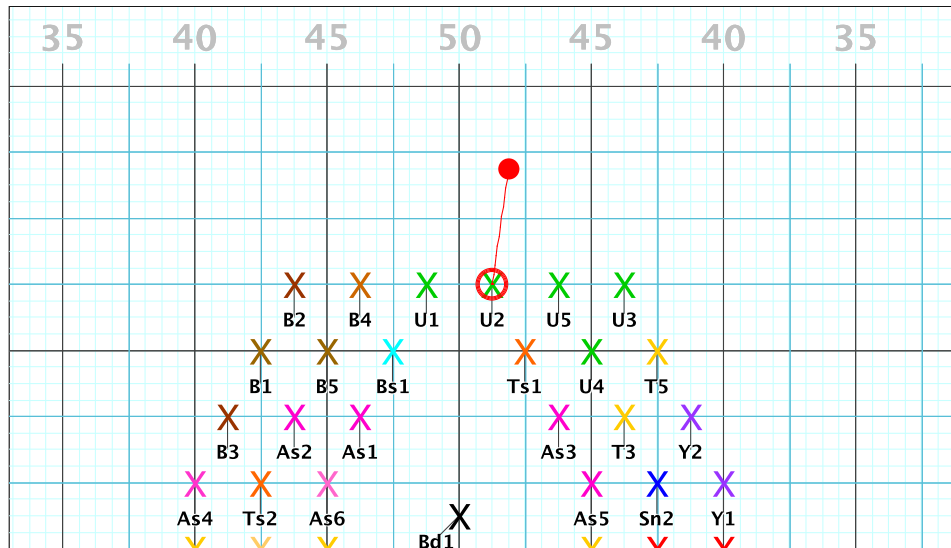 35 40 45 50 45 40 35
B2 B4 U1 U2 U5 U3
B1 B5 Bs1 Ts1 U4 T5
B3 As2 As1 As3 T3 Y2
As4 Ts2 As6 As5 Sn2 Y1
Bd1